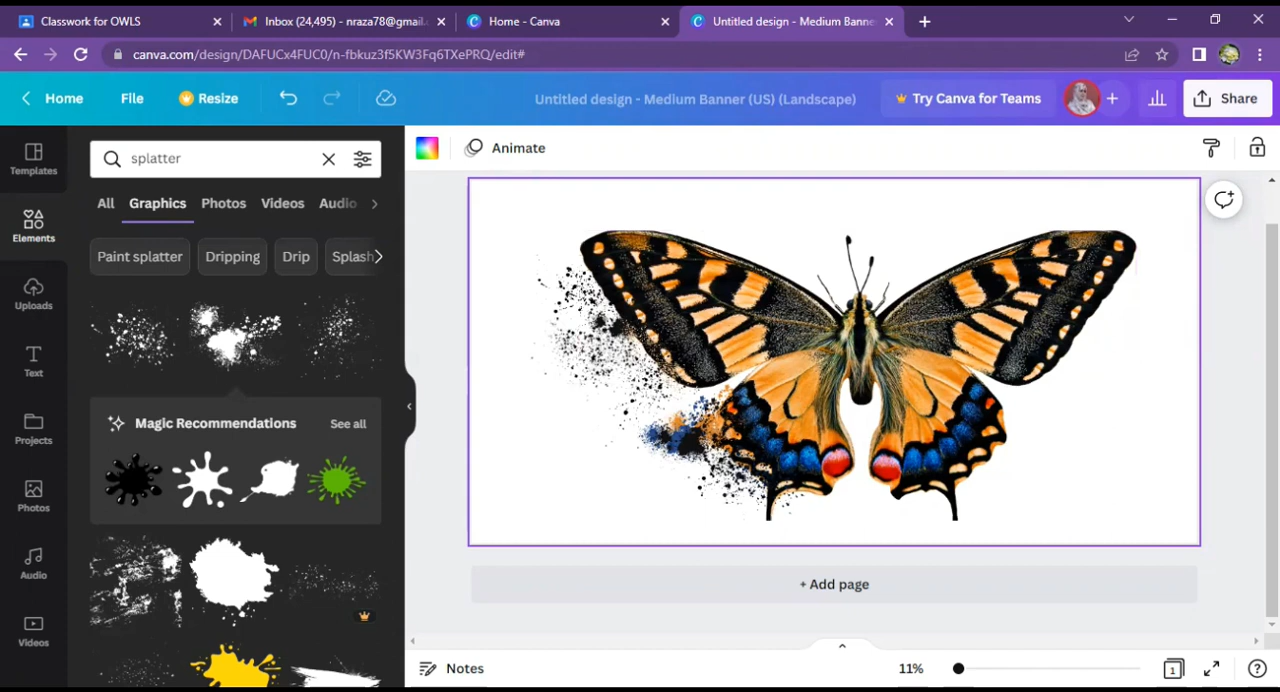 Classwork for OWLS
Inbox (24,495) - nraza78@gmail.c
Home - Canva
Untitled design - Medium Banne
canva.com/design/DAFUCx4FUC0/n-fbkuz3f5KW3Fq6TXePRQ/edit#
Home
File
Resize
Untitled design - Medium Banner (US) (Landscape)
Try Canva for Teams
Share
Templates
Elements
Uploads
Text
Projects
Photos
Audio
Videos
splatter
All
Graphics
Photos
Videos
Audio
Paint splatter
Dripping
Drip
Splash
Magic Recommendations
See all
Animate
+ Add page
Notes
11%
1